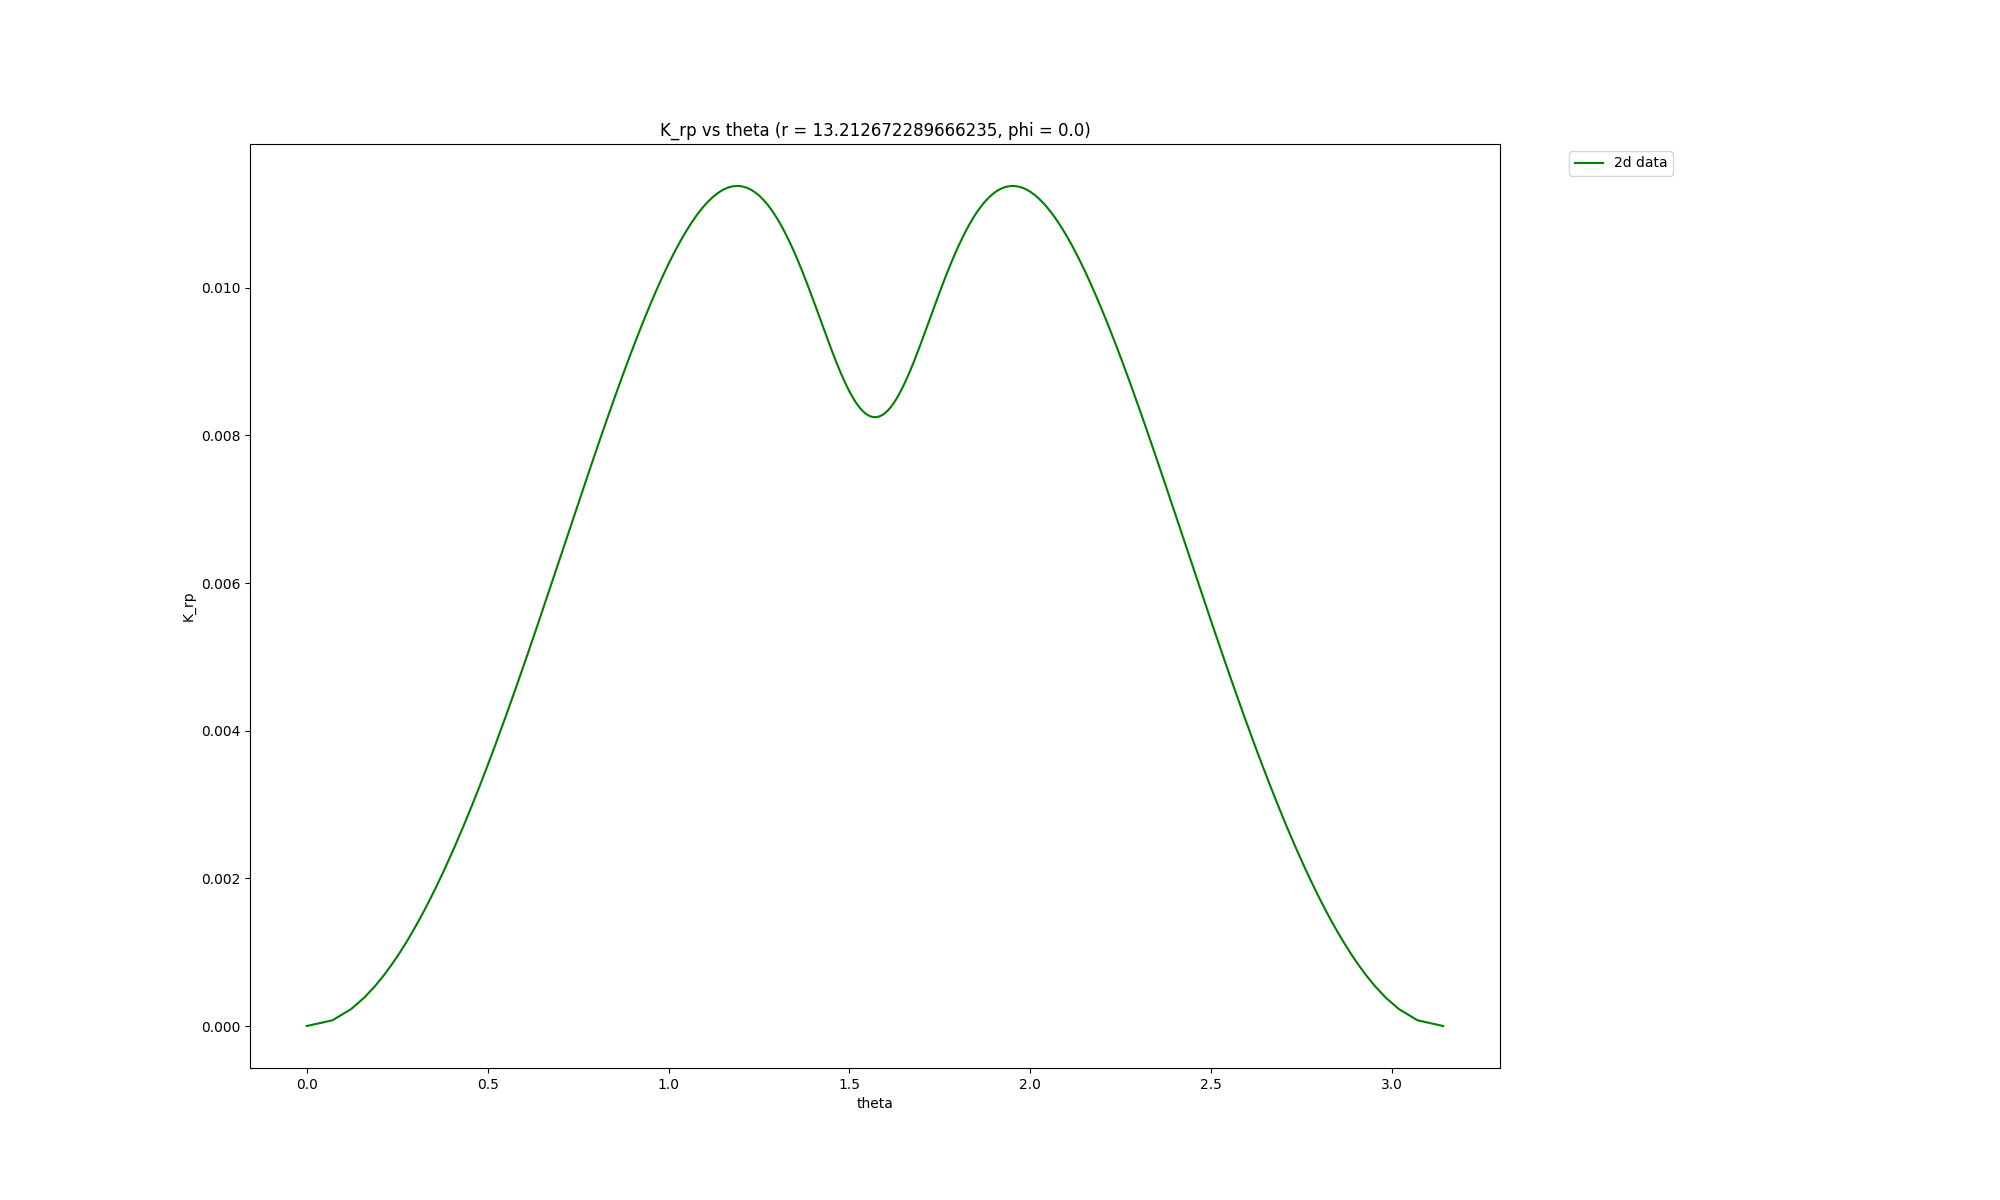 K_rp vs theta (r = 13.212672289666235, phi = 0.0)
2d data
0.010
0.008
0.006
0.004
0.002
0.000
K_rp
0.0 0.5 1.0 1.5 2.0 2.5 3.0
theta